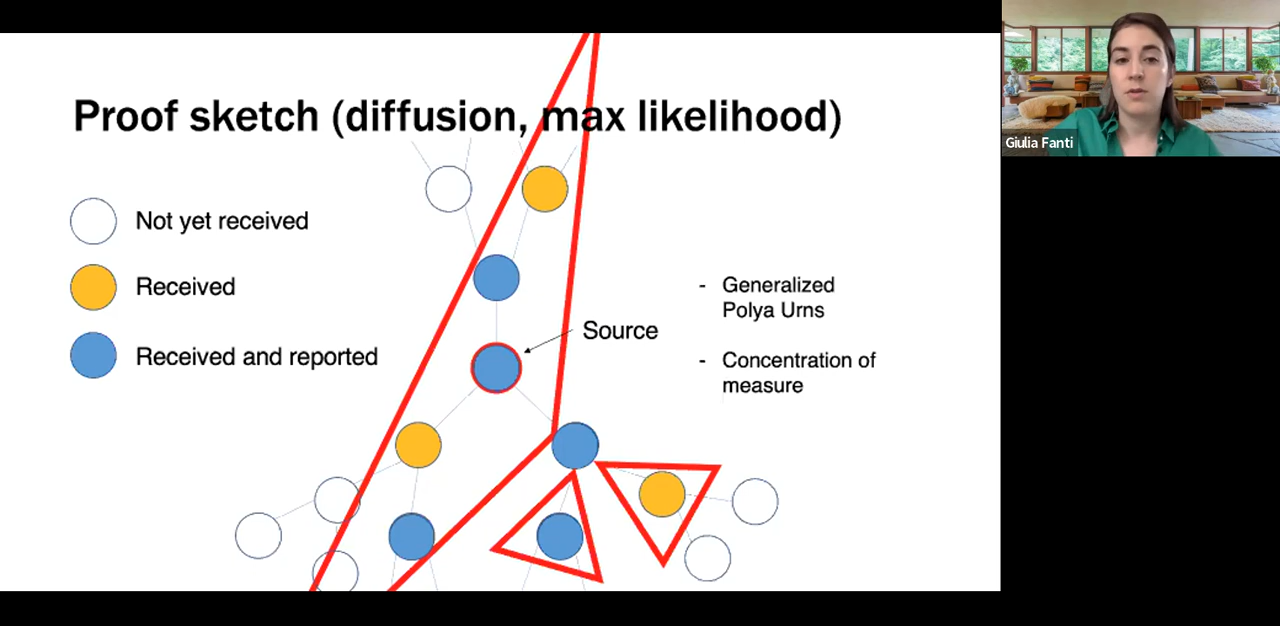 Proof sketch (diffusion, max likelihood)
Not yet received
Received
Received and reported
Source
- Generalized
Polya Urns
- Concentration of
measure
Giulia Fanti